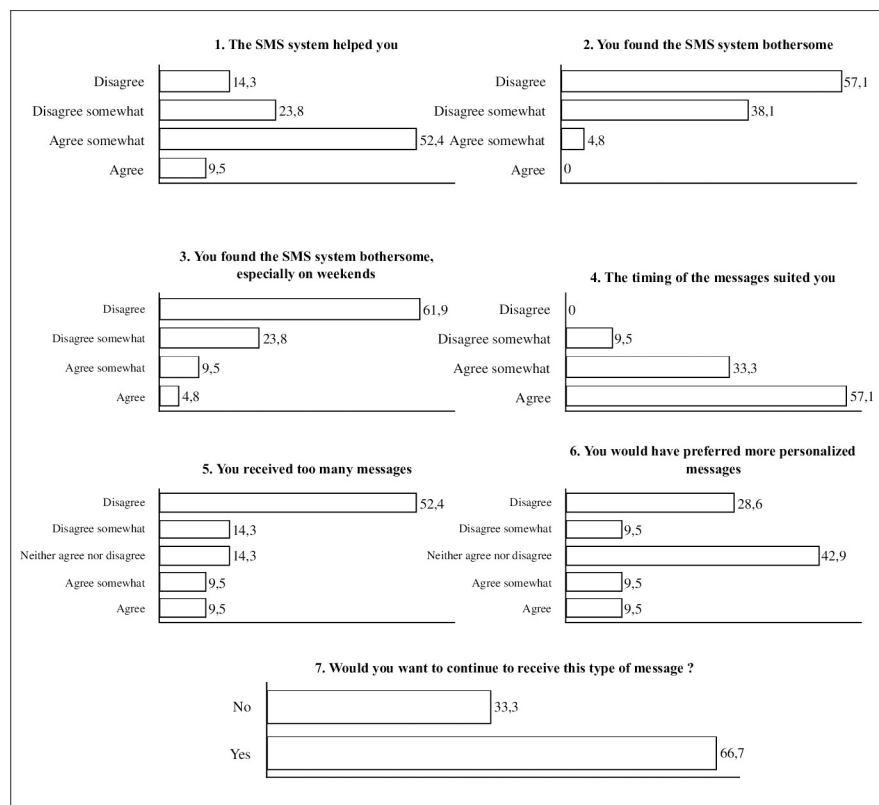 1. The SMS system helped you
Disagree 14,3
Disagree somewhat 23,8
Agree somewhat 52,4
Agree 9,5
2. You found the SMS system bothersome
Disagree 57,1
Disagree somewhat 38,1
Agree somewhat 4,8
Agree 0
3. You found the SMS system bothersome,
especially on weekends
Disagree 61,9
Disagree somewhat 23,8
Agree somewhat 9,5
Agree 4,8
4. The timing of the messages suited you
Disagree 0
Disagree somewhat 9,5
Agree somewhat 33,3
Agree 57,1
5. You received too many messages
Disagree 52,4
Disagree somewhat 14,3
Neither agree nor disagree 14,3
Agree somewhat 9,5
Agree 9,5
6. You would have preferred more personalized
messages
Disagree 28,6
Disagree somewhat 9,5
Neither agree nor disagree 42,9
Agree somewhat 9,5
Agree 9,5
7. Would you want to continue to receive this type of message ?
No 33,3
Yes 66,7